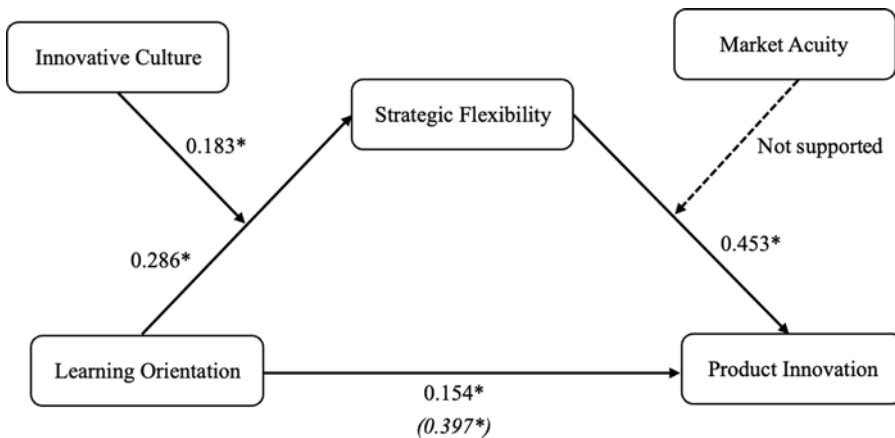 Innovative Culture
Market Acuity
Strategic Flexibility
0.183*
Not supported
0.286*
0.453*
Learning Orientation
Product Innovation
0.154*
(0.397*)